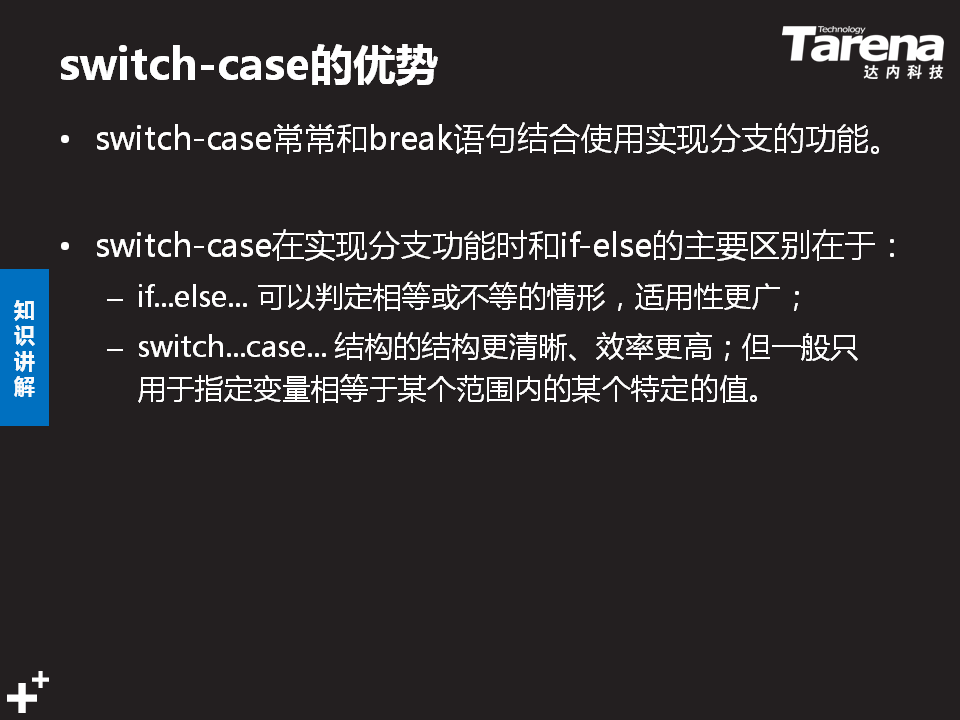 switch-case的优势
Technology
Tarena
达内科技
• switch-case常常和break语句结合使用实现分支的功能。
• switch-case在实现分支功能时和if-else的主要区别在于：
– if...else... 可以判定相等或不等的情形，适用性更广；
– switch...case... 结构的结构更清晰、效率更高；但一般只
用于指定变量相等于某个范围内的某个特定的值。
知
识
讲
解